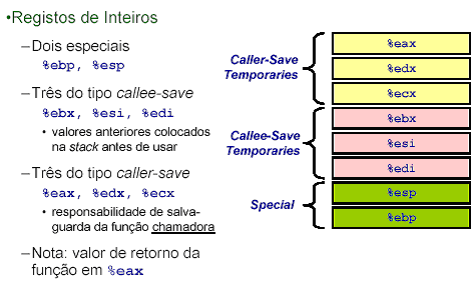 •Registos de Inteiros
–Dois especiais
%ebp, %esp
–Três do tipo callee-save
%ebx, %esi, %edi
• valores anteriores colocados
na stack antes de usar
–Três do tipo caller-save
%eax, %edx, %ecx
• responsabilidade de salva-
guarda da função chamadora
–Nota: valor de retorno da
função em %eax
Caller-Save
Temporaries
%eax
%edx
%ecx
Callee-Save
Temporaries
%ebx
%esi
%edi
Special
%esp
%ebp